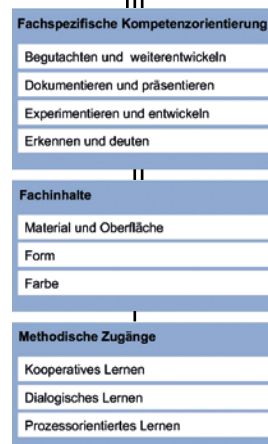 Fachspezifische Kompetenzorientierung
Begutachten und weiterentwickeln
Dokumentieren und präsentieren
Experimentieren und entwickeln
Erkennen und deuten
Fachinhalte
Material und Oberfläche
Form
Farbe
Methodische Zugänge
Kooperatives Lernen
Dialogisches Lernen
Prozessorientiertes Lernen